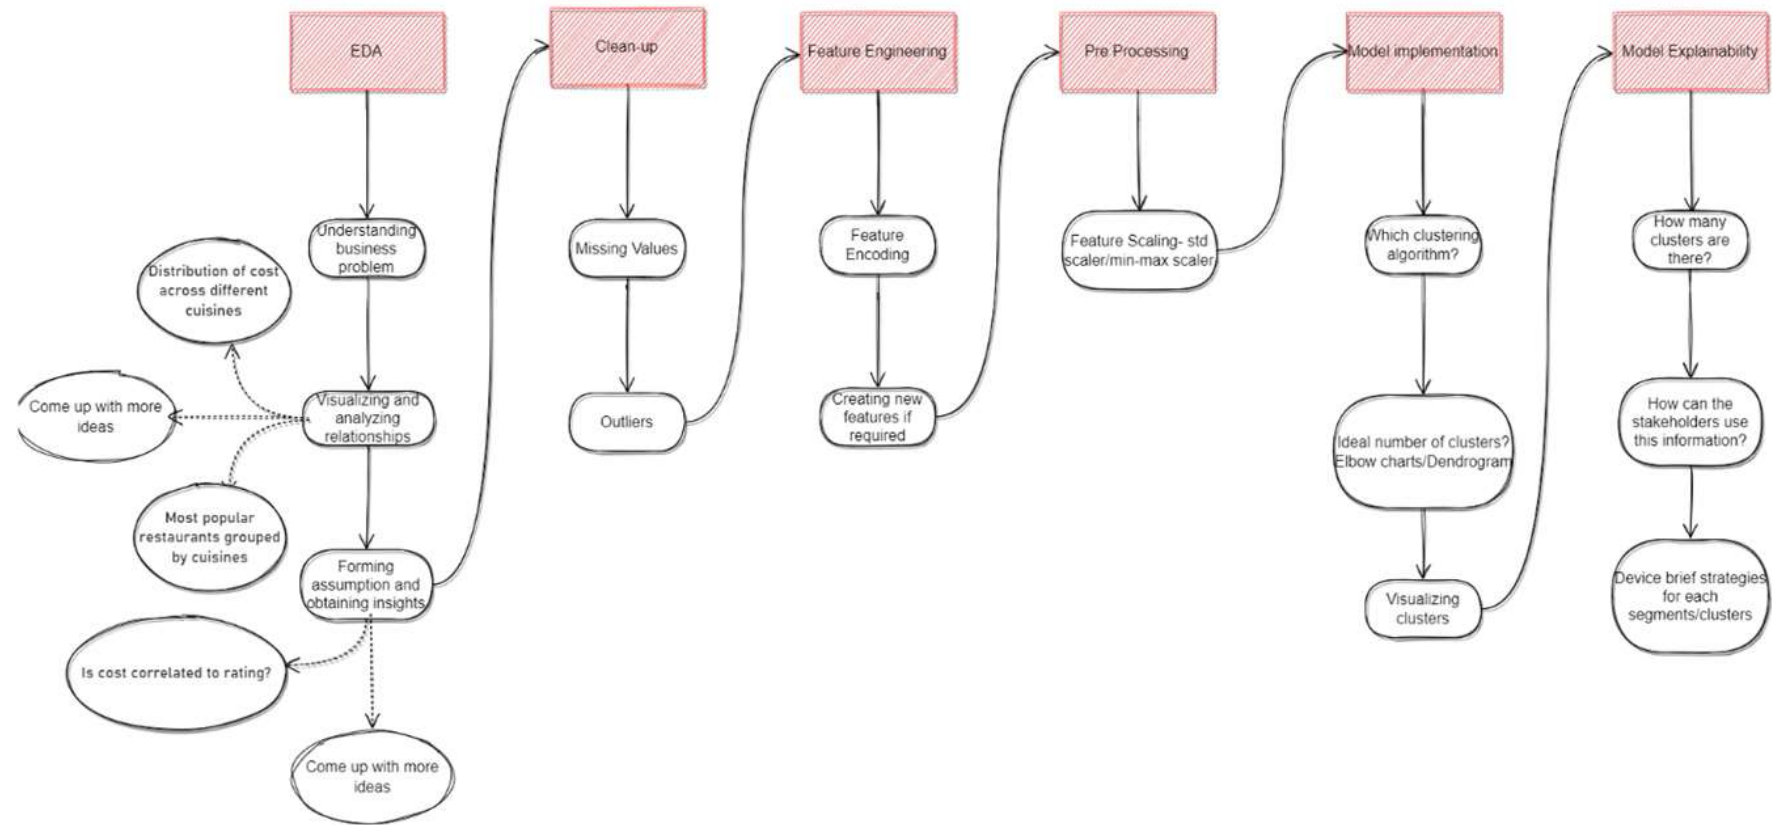 EDA
Clean-up
Feature Engineering
Pre Processing
Model implementation
Model Explainability
Understanding
business
problem
Distribution of cost
across different
cuisines
Visualizing and
analyzing
relationships
Come up with more
ideas
Most popular
restaurants grouped
by cuisines
Forming
assumption and
obtaining insights
Is cost correlated to rating?
Come up with more
ideas
Missing Values
Outliers
Feature
Encoding
Creating new
features if
required
Feature Scaling- std
scaler/min-max scaler
Which clustering
algorithm?
Ideal number of clusters?
Elbow charts/Dendrogram
Visualizing
clusters
How many
clusters are
there?
How can the
stakeholders use
this information?
Device brief strategies
for each
segments/clusters